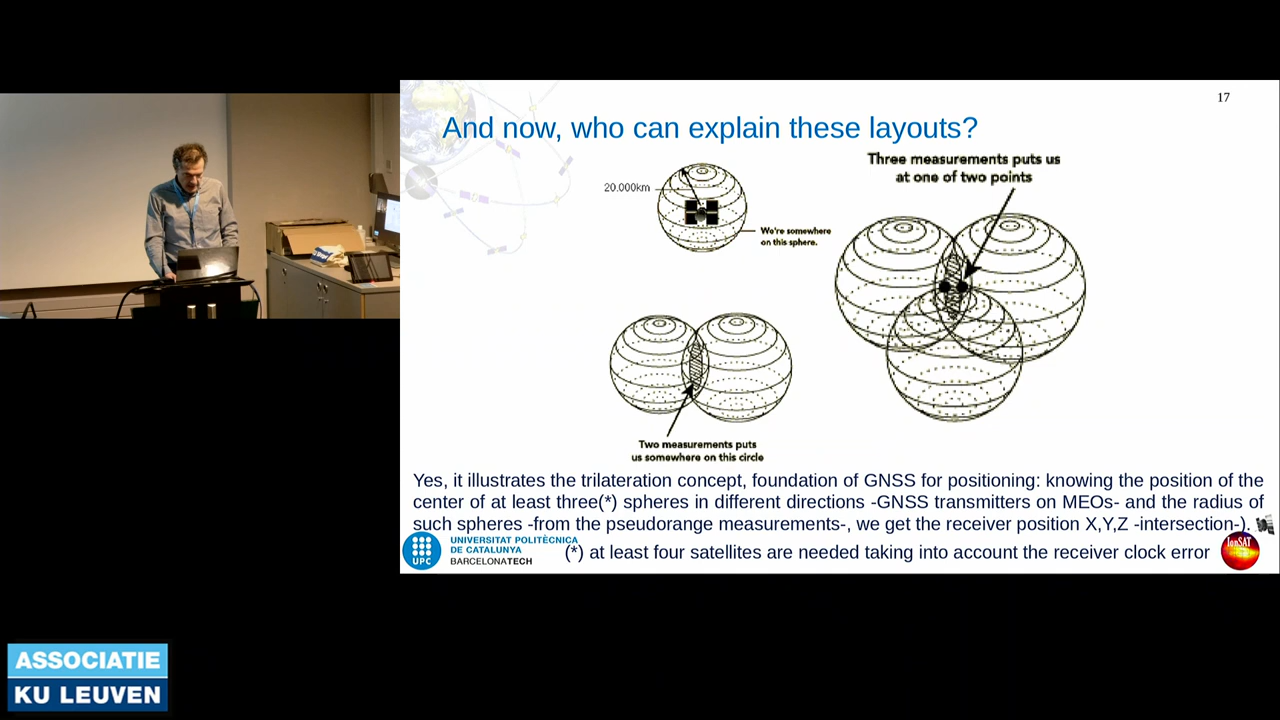 17
And now, who can explain these layouts?
Three measurements puts us
at one of two points
20.000km
We're somewhere
on this sphere.
Two measurements puts
us somewhere on this circle
Yes, it illustrates the trilateration concept, foundation of GNSS for positioning: knowing the position of the
center of at least three(*) spheres in different directions -GNSS transmitters on MEOs- and the radius of
such spheres -from the pseudorange measurements-, we get the receiver position X,Y,Z -intersection-).
(*) at least four satellites are needed taking into account the receiver clock error
UNIVERSITAT POLITÈCNICA
DE CATALUNYA
BARCELONATECH
UPC
IonSAT
ASSOCIATIE
KU LEUVEN